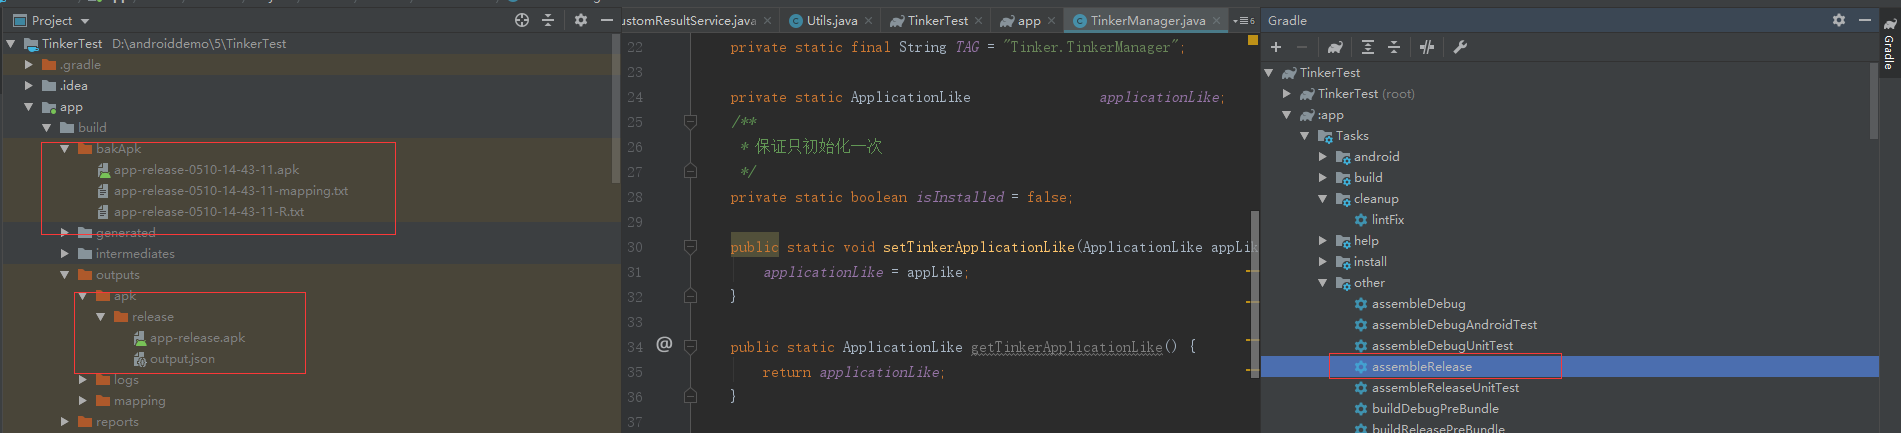 Project
TinkerTest D:\androiddemo\5\TinkerTest
.gradle
.idea
app
build
bakApk
app-release-0510-14-43-11.apk
app-release-0510-14-43-11-mapping.txt
app-release-0510-14-43-11-R.txt
generated
intermediates
outputs
apk
release
app-release.apk
output.json
logs
mapping
reports
ustomResultService.java
Utils.java
TinkerTest
app
TinkerManager.java
6
22 private static final String TAG = "Tinker.TinkerManager";
23
24 private static ApplicationLike applicationLike;
25 /**
26 * 保证只初始化一次
27 */
28 private static boolean isInstalled = false;
29
30 public static void setTinkerApplicationLike(ApplicationLike appLik
31 applicationLike = appLike;
32 }
33
34 @ public static ApplicationLike getTinkerApplicationLike() {
35 return applicationLike;
36 }
37
Gradle
TinkerTest
TinkerTest (root)
:app
Tasks
android
build
cleanup
lintFix
help
install
other
assembleDebug
assembleDebugAndroidTest
assembleDebugUnitTest
assembleRelease
assembleReleaseUnitTest
buildDebugPreBundle
buildReleasePreBundle
Gradle